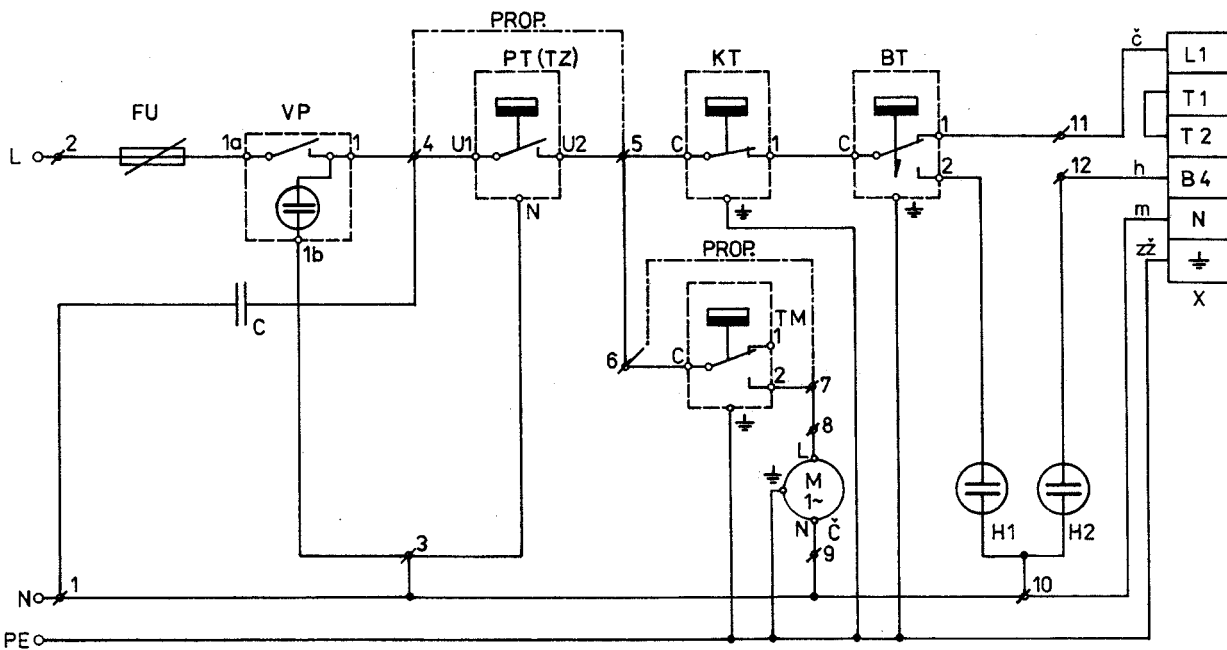 PROP.
PT (TZ)
KT
BT
č
L1
FU
VP
T1
1
11
L
2
1a
1
4
U1
U2
5
C
1
C
T2
2
12
h
B4
N
m
N
1b
PROP.
zž
C
TM
1
X
6
C
2
7
8
L
M
1~
N
Č
H1
H2
3
9
N
1
10
PE